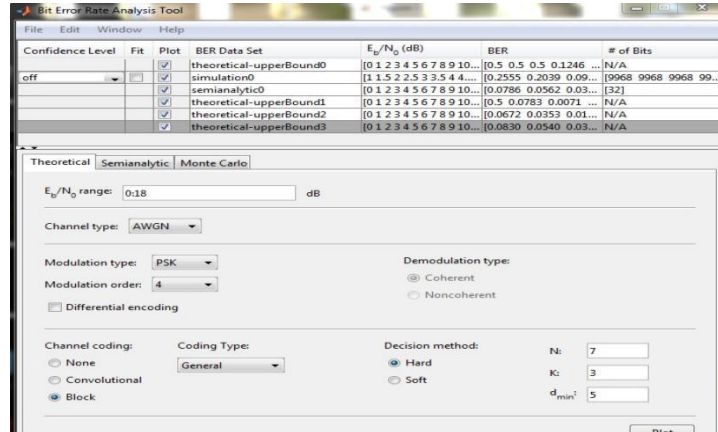 Bit Error Rate Analysis Tool
File Edit Window Help
Confidence Level Fit Plot BER Data Set E_b/N_0 (dB) BER # of Bits
theoretical-upperBound0 [0 1 2 3 4 5 6 7 8 9 10... [0.5 0.5 0.5 0.1246 ... N/A
off simulation0 [1 1.5 2 2.5 3 3.5 4 4.... [0.2555 0.2039 0.09... [9968 9968 9968 99...
semianalytic0 [0 1 2 3 4 5 6 7 8 9 10... [0.0786 0.0562 0.03... [32]
theoretical-upperBound1 [0 1 2 3 4 5 6 7 8 9 10... [0.5 0.0783 0.0071 ... N/A
theoretical-upperBound2 [0 1 2 3 4 5 6 7 8 9 10... [0.0672 0.0353 0.01... N/A
theoretical-upperBound3 [0 1 2 3 4 5 6 7 8 9 10... [0.0830 0.0540 0.03... N/A
Theoretical Semianalytic Monte Carlo
E_b/N_0 range: 0:18 dB
Channel type: AWGN
Modulation type: PSK Demodulation type:
Modulation order: 4 Coherent
Differential encoding Noncoherent
Channel coding: Coding Type: Decision method: N: 7
None General Hard K: 3
Convolutional Soft
Block d_min: 5
Plot